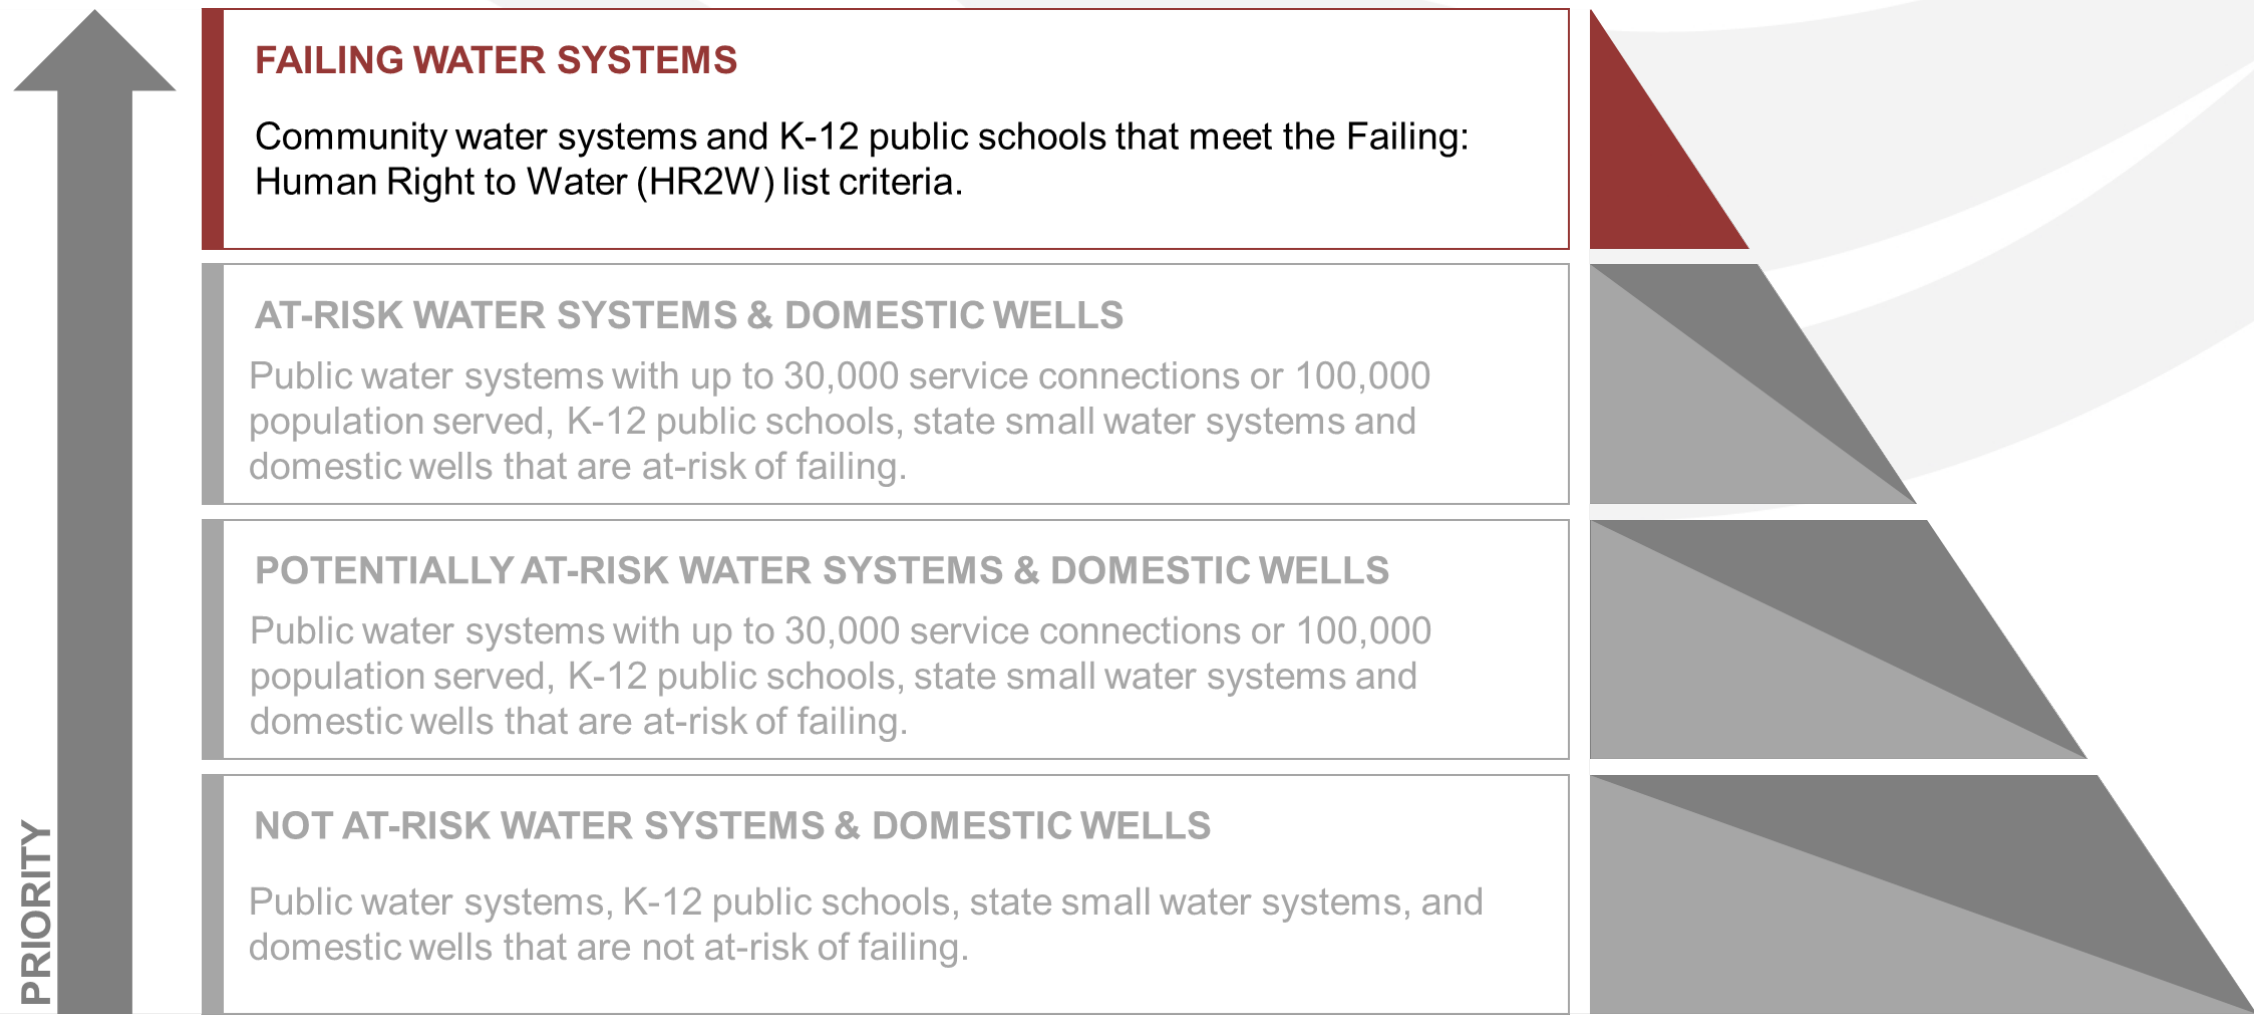 FAILING WATER SYSTEMS
Community water systems and K-12 public schools that meet the Failing:
Human Right to Water (HR2W) list criteria.
AT-RISK WATER SYSTEMS & DOMESTIC WELLS
Public water systems with up to 30,000 service connections or 100,000
population served, K-12 public schools, state small water systems and
domestic wells that are at-risk of failing.
POTENTIALLY AT-RISK WATER SYSTEMS & DOMESTIC WELLS
Public water systems with up to 30,000 service connections or 100,000
population served, K-12 public schools, state small water systems and
domestic wells that are at-risk of failing.
NOT AT-RISK WATER SYSTEMS & DOMESTIC WELLS
Public water systems, K-12 public schools, state small water systems, and
domestic wells that are not at-risk of failing.
PRIORITY